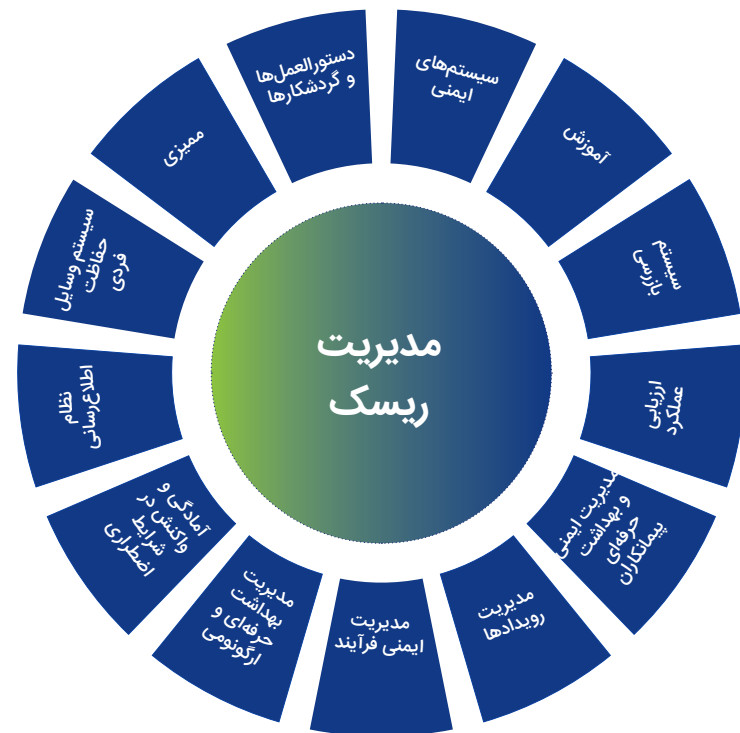 مدیریت
ریسک
سیستم‌های
ایمنی
آموزش
سیستم
بازرسی
ارزیابی
عملکرد
مدیریت ایمنی
و بهداشت
حرفه‌ای
پیمانکاران
مدیریت
رویدادها
مدیریت
ایمنی فرآیند
مدیریت
بهداشت
حرفه‌ای و
ارگونومی
آمادگی و
واکنش در
شرایط
اضطراری
نظام
اطلاع‌رسانی
سیستم وسایل
حفاظت
فردی
ممیزی
دستورالعمل‌ها
و گردشکارها